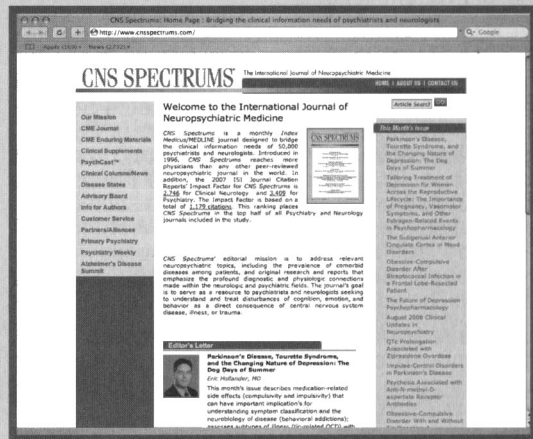 CNS Spectrums: Home Page : Bridging the clinical information needs of psychiatrists and neurologists
http://www.cnsspectrums.com/
Google
CNS SPECTRUMS
The International Journal of Neuropsychiatric Medicine
HOME | ABOUT US | CONTACT US
Article Search
Our Mission
CME Journal
CME Enduring Materials
Clinical Supplements
PsychCast™
Clinical Columns/News
Disease States
Advisory Board
Info for Authors
Customer Service
Partners/Alliances
Primary Psychiatry
Psychiatry Weekly
Alzheimer's Disease
Summit
Welcome to the International Journal of
Neuropsychiatric Medicine
CNS Spectrums is a monthly Index
Medicus/MEDLINE journal designed to bridge
the clinical information needs of 50,000
psychiatrists and neurologists. Introduced in
1996, CNS Spectrums reaches more
physicians than any other peer-reviewed
neuropsychiatric journal in the world. In
addition, the 2007 ISI Journal Citation
Reports' Impact Factor for CNS Spectrums is
2.746 for Clinical Neurology and 3.409 for
Psychiatry. The Impact Factor is based on a
total of 1,179 citations. This ranking places
CNS Spectrums in the top half of all Psychiatry and Neurology
journals included in the study.
CNS SPECTRUMS
CNS Spectrums' editorial mission is to address relevant
neuropsychiatric topics, including the prevalence of comorbid
diseases among patients, and original research and reports that
emphasize the profound diagnostic and physiologic connections
made within the neurologic and psychiatric fields. The journal's goal
is to serve as a resource to psychiatrists and neurologists seeking
to understand and treat disturbances of cognition, emotion, and
behavior as a direct consequence of central nervous system
disease, illness, or trauma.
Editor's Letter
Parkinson's Disease, Tourette Syndrome,
and the Changing Nature of Depression: The
Dog Days of Summer
Eric Hollander, MD
This month's issue describes medication-related
side effects (compulsivity and impulsivity) that
can have important implication's for
understanding symptom classification and the
neurobiology of disease (behavioral addictions);
assesses subtypes of illness (tic-related OCD) with
This Month's Issue
Parkinson's Disease,
Tourette Syndrome, and
the Changing Nature of
Depression: The Dog
Days of Summer
Tailoring Treatment of
Depression for Women
Across the Reproductive
Lifecycle: The Importance
of Pregnancy, Vasomotor
Symptoms, and Other
Estrogen-Related Events
in Psychopharmacology
The Subgenual Anterior
Cingulate Cortex in Mood
Disorders
Obsessive-Compulsive
Disorder After
Streptococcal Infection in
a Frontal Lobe-Resected
Patient
The Future of Depression
Psychopharmacology
August 2008 Clinical
Updates in
Neuropsychiatry
QTc Prolongation
Associated with
Ziprasidone Overdose
Impulse-Control Disorders
in Parkinson's Disease
Psychosis Associated with
Anti-N-methyl-D-
aspartate Receptor
Antibodies
Obsessive-Compulsive
Disorder With and Without